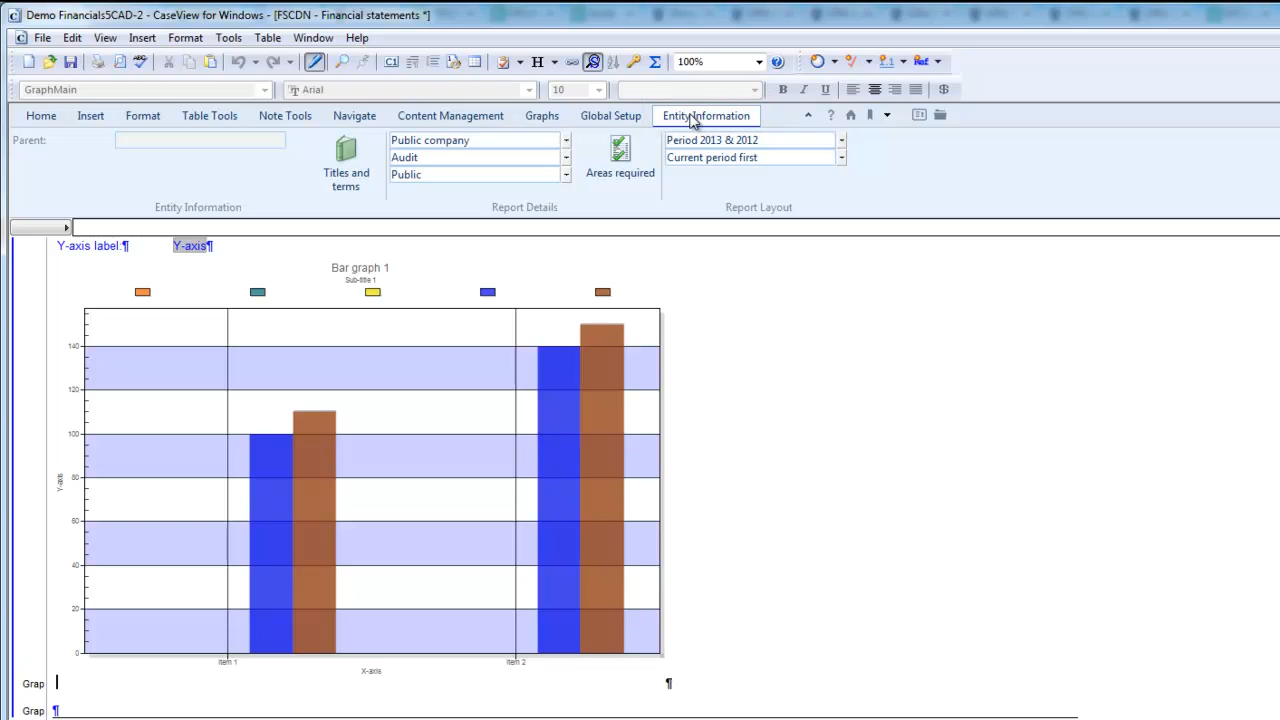 Demo Financials5CAD-2 - CaseView for Windows - [FSCDN - Financial statements *]
File Edit View Insert Format Tools Table Window Help
100%
GraphMain Arial 10 B I U
Home Insert Format Table Tools Note Tools Navigate Content Management Graphs Global Setup Entity Information
Parent:
Titles and terms
Public company
Audit
Public
Areas required
Period 2013 & 2012
Current period first
Entity Information Report Details Report Layout
Y-axis label:¶ Y-axis¶
Bar graph 1
Sub-title 1
140
120
100
80
Y-axis
60
40
20
0
Item 1 Item 2
X-axis
Grap ¶
Grap ¶